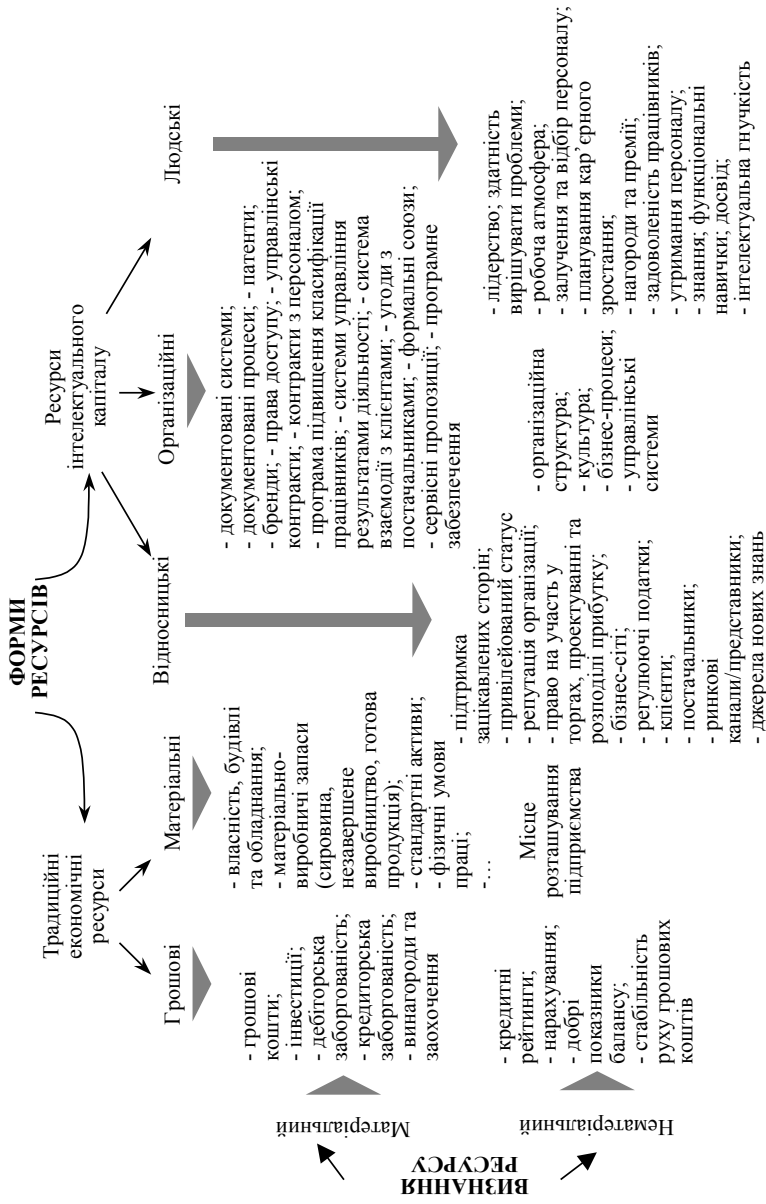 ФОРМИ
РЕСУРСІВ
Традиційні
економічні
ресурси
Ресурси
інтелектуального
капіталу
Грошові
Матеріальні
Відносницькі
Організаційні
Людські
ВИЗНАННЯ
РЕСУРСУ
Матеріальний
- грошові
кошти;
- інвестиції;
- дебіторська
заборгованість;
- кредиторська
заборгованість;
- винагороди та
заохочення
- власність, будівлі
та обладнання;
- матеріально-
виробничі запаси
(сировина,
незавершене
виробництво, готова
продукція);
- стандартні активи;
- фізичні умови
праці;
-…
- документовані системи;
- документовані процеси; - патенти;
- бренди; - права доступу; - управлінські
контракти; - контракти з персоналом;
- програма підвищення класифікації
працівників; - системи управління
результатами діяльності; - система
взаємодії з клієнтами; - угоди з
постачальниками; - формальні союзи;
- сервісні пропозиції; - програмне
забезпечення
Нематеріальний
- кредитні
рейтинги;
- нарахування;
- добрі
показники
балансу;
- стабільність
руху грошових
коштів
Місце
розташування
підприємства
- підтримка
зацікавлених сторін;
- привілейований статус
- репутація організації;
- право на участь у
торгах, проектуванні та
розподілі прибутку;
- бізнес-сіті;
- регулюючі податки;
- клієнти;
- постачальники;
- ринкові
канали/представники;
- джерела нових знань
- організаційна
структура;
- культура;
- бізнес-процеси;
- управлінські
системи
- лідерство; здатність
вирішувати проблеми;
- робоча атмосфера;
- залучення та відбір персоналу;
- планування кар’єрного
зростання;
- нагороди та премії;
- задоволеність працівників;
- утримання персоналу;
- знання; функціональні
навички; досвід;
- інтелектуальна гнучкість